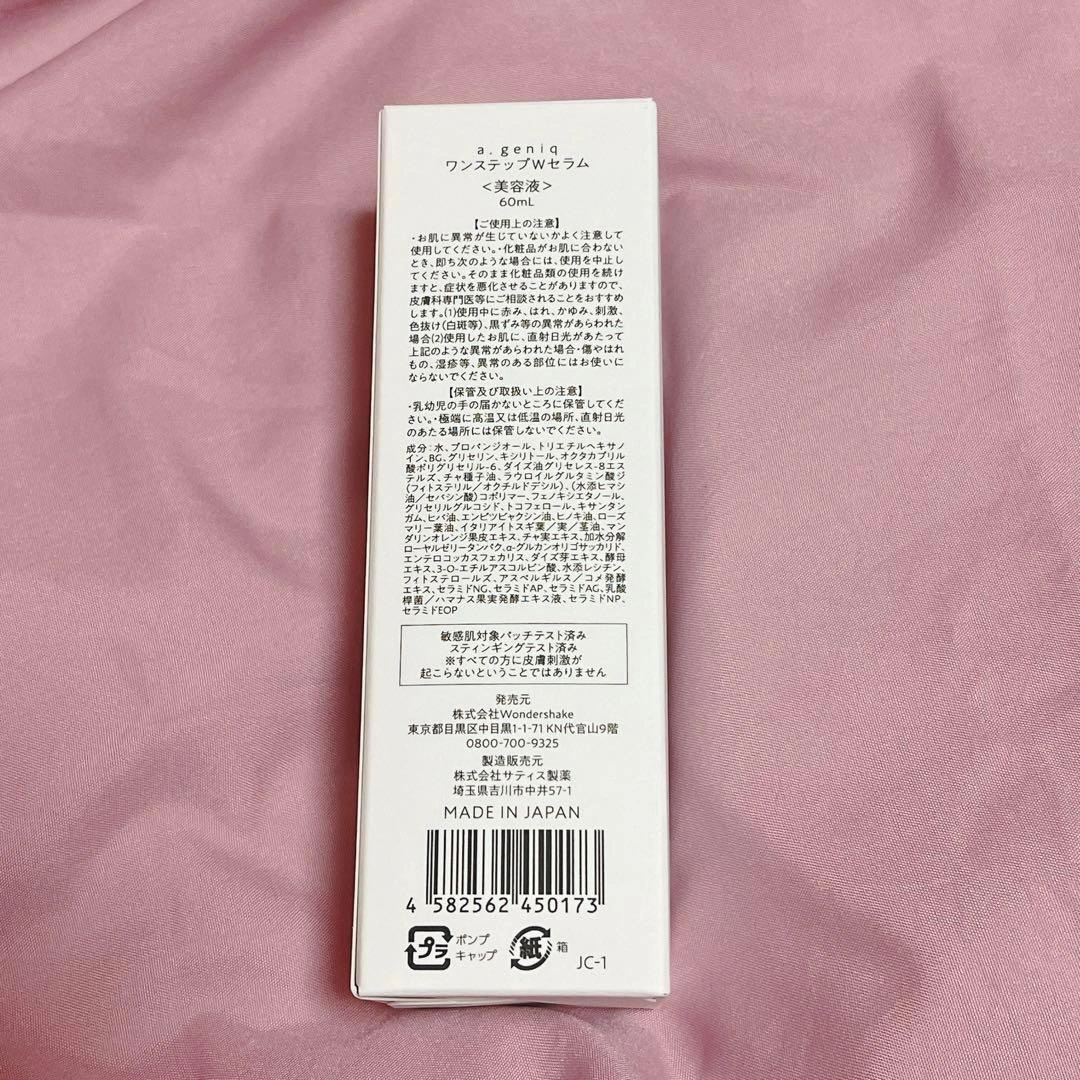 a. geniq
ワンステップWセラム
＜美容液＞
60mL
【ご使用上の注意】
・お肌に異常が生じていないかよく注意して
使用してください。・化粧品がお肌に合わない
とき、即ち次のような場合には、使用を中止し
てください。そのまま化粧品類の使用を続け
ますと、症状を悪化させることがありますので、
皮膚科専門医等にご相談されることをおすすめ
します。(1)使用中に赤み、はれ、かゆみ、刺激、
色抜け(白斑等)、黒ずみ等の異常があらわれた
場合(2)使用したお肌に、直射日光があたって
上記のような異常があらわれた場合・傷やはれ
もの、湿疹等、異常のある部位にはお使いに
ならないでください。
【保管及び取扱い上の注意】
・乳幼児の手の届かないところに保管してくだ
さい。・極端に高温又は低温の場所、直射日光
のあたる場所には保管しないでください。
成分：水、プロパンジオール、トリエチルヘキサノ
イン、BG、グリセリン、キシリトール、オクタカプリル
酸ポリグリセリル-6、ダイズ油グリセレス-8エス
テルズ、チャ種子油、ラウロイルグルタミン酸ジ
(フィトステリル／オクチルドデシル)、(水添ヒマシ
油／セバシン酸)コポリマー、フェノキシエタノール、
グリセリルグルコシド、トコフェロール、キサンタン
ガム、ヒバ油、エンピツビャクシン油、ヒノキ油、ローズ
マリー葉油、イタリアイトスギ葉／実／茎油、マン
ダリンオレンジ果皮エキス、チャ実エキス、加水分解
ローヤルゼリータンパク、α-グルカンオリゴサッカリド、
エンテロコッカスフェカリス、ダイズ芽エキス、酵母
エキス、3-O-エチルアスコルビン酸、水添レシチン、
フィトステロールズ、アスペルギルス／コメ発酵
エキス、セラミドNG、セラミドAP、セラミドAG、乳酸
桿菌／ハマナス果実発酵エキス液、セラミドNP、
セラミドEOP
敏感肌対象パッチテスト済み
スティンギングテスト済み
※すべての方に皮膚刺激が
起こらないということではありません
発売元
株式会社Wondershake
東京都目黒区中目黒1-1-71 KN代官山9階
0800-700-9325
製造販売元
株式会社サティス製薬
埼玉県吉川市中井57-1
MADE IN JAPAN
4 582562 450173
プラ ポンプ
キャップ
紙 箱
JC-1